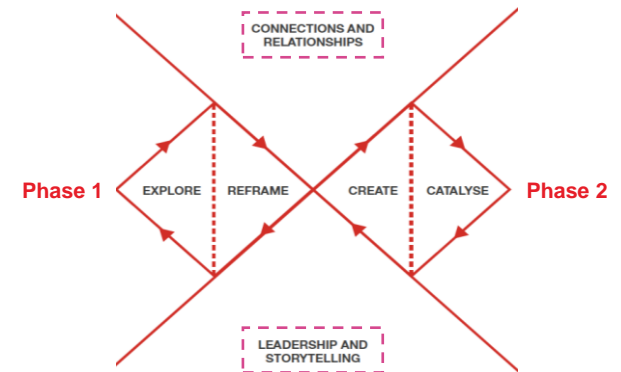 CONNECTIONS AND
RELATIONSHIPS
Phase 1
EXPLORE
REFRAME
CREATE
CATALYSE
Phase 2
LEADERSHIP AND
STORYTELLING